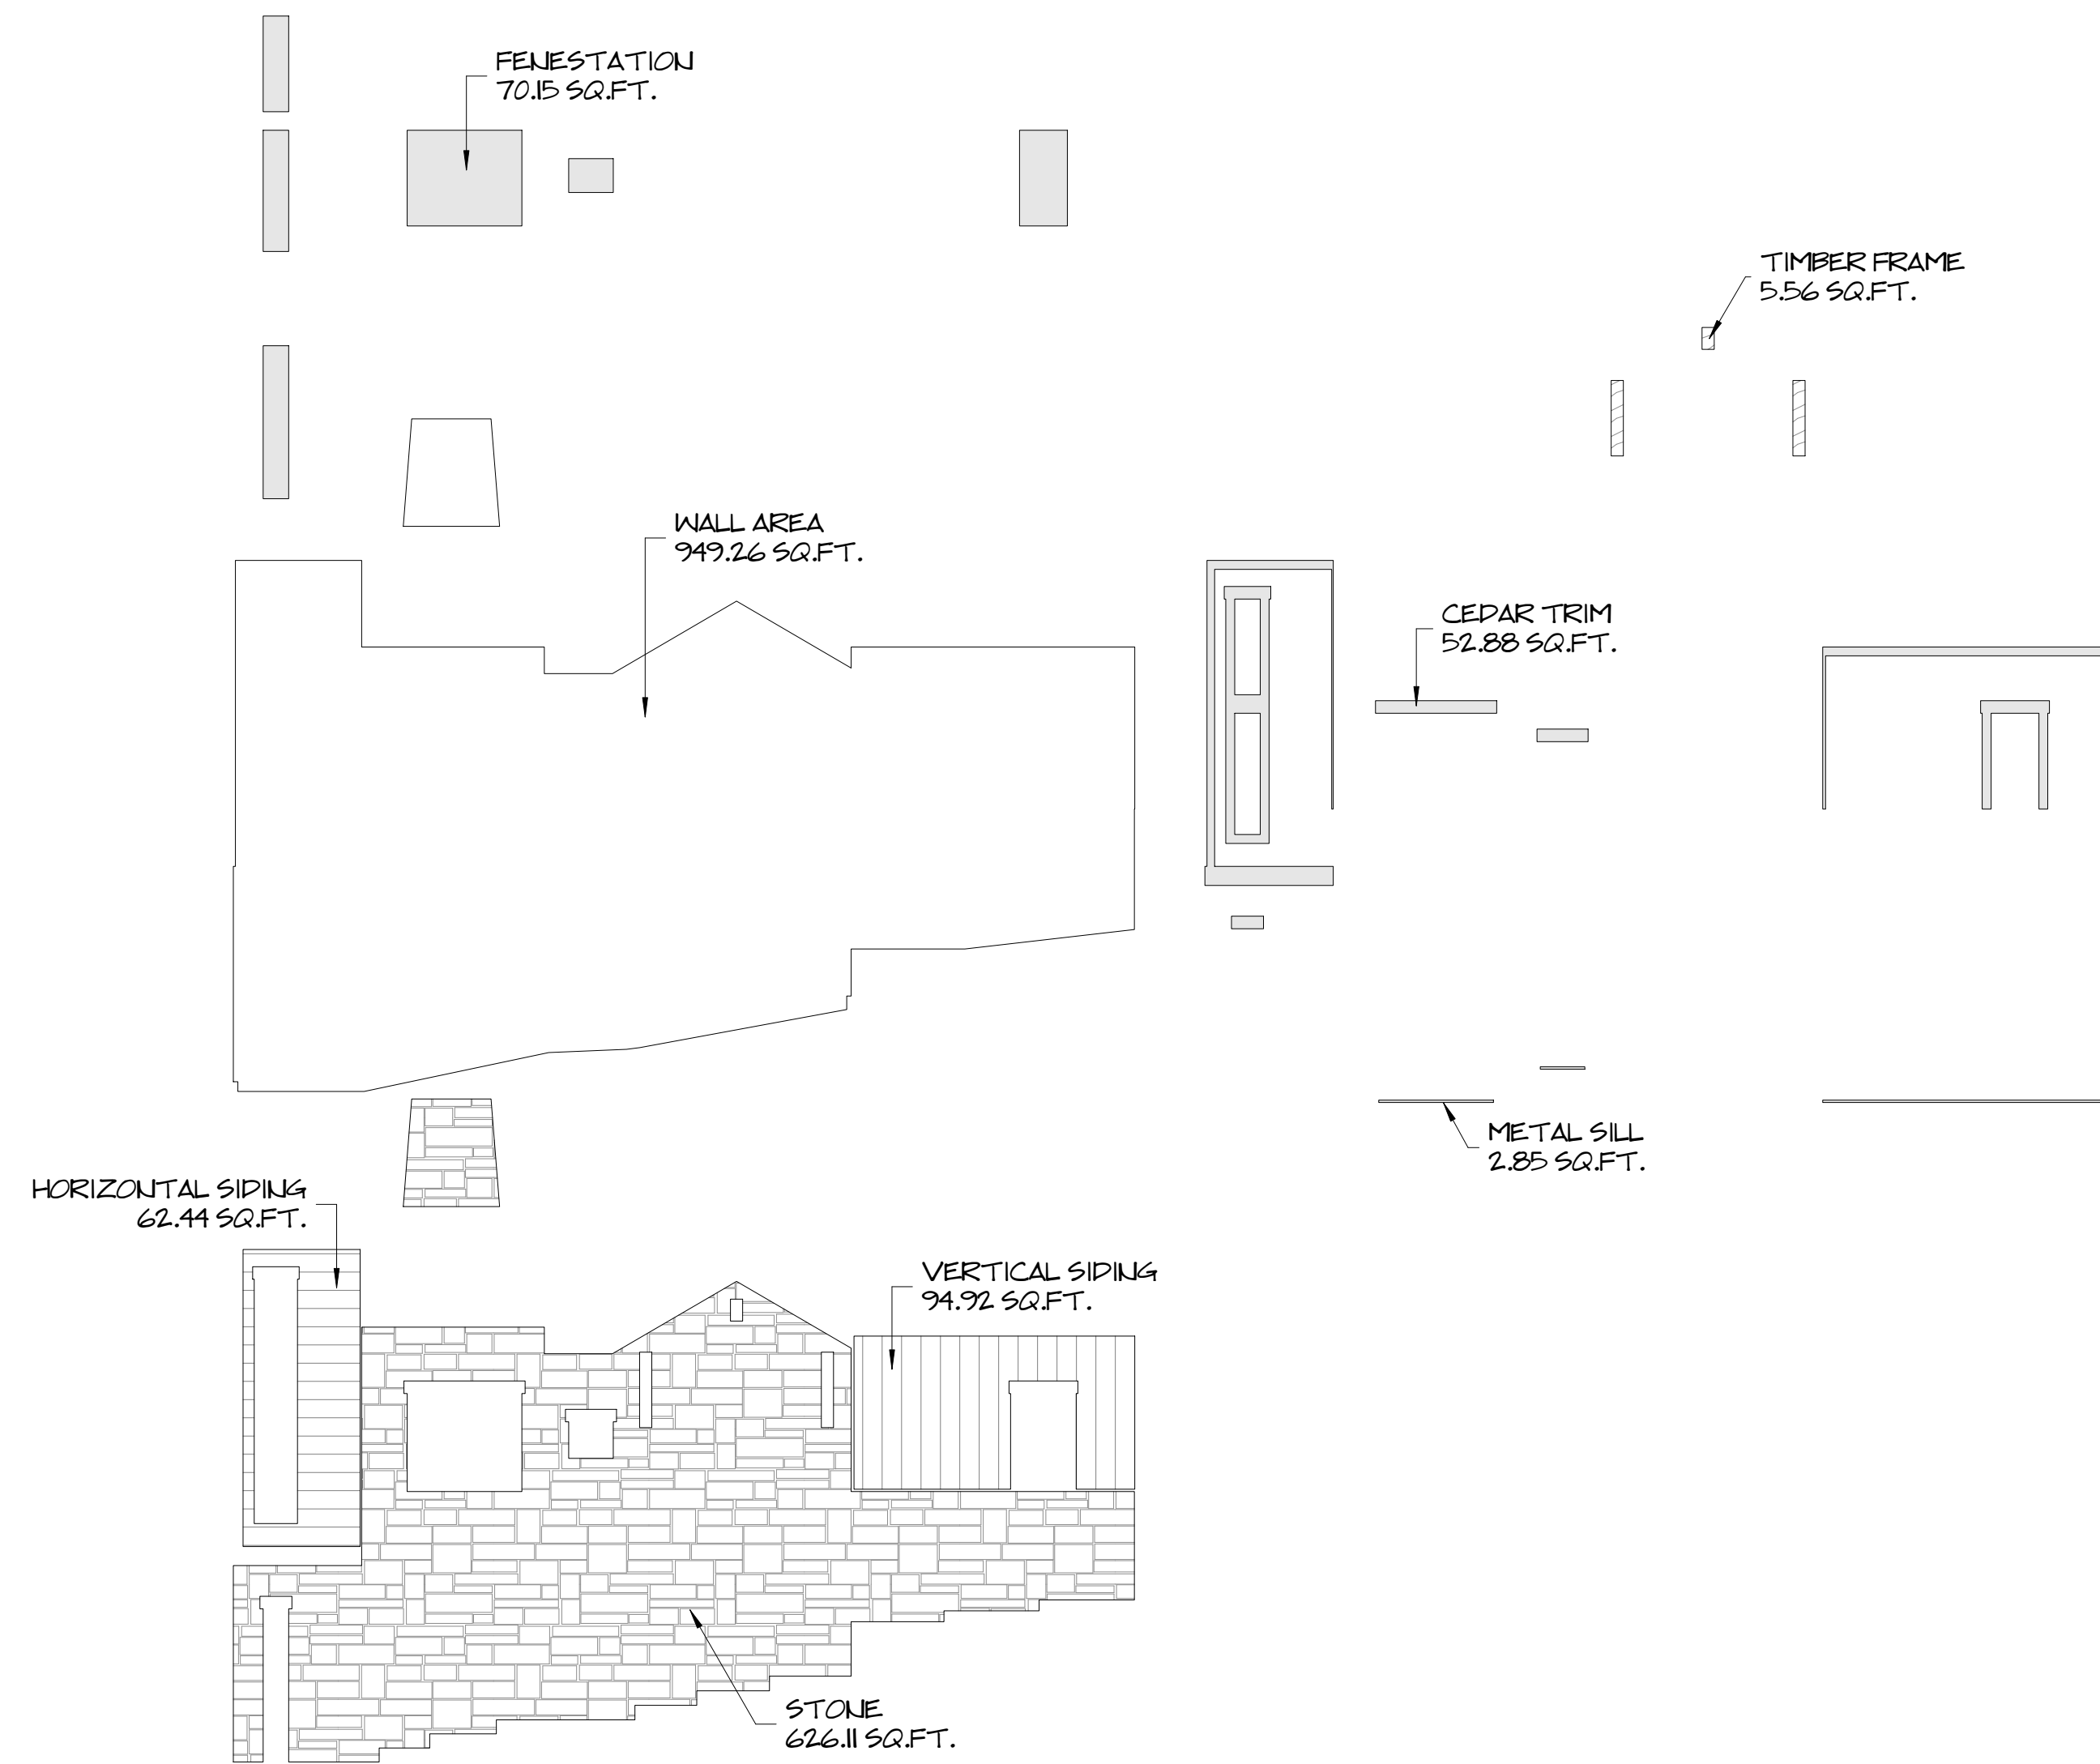 FENESTATION
70.15 SQ.FT.
TIMBER FRAME
5.56 SQ.FT.
WALL AREA
949.26 SQ.FT.
CEDAR TRIM
52.88 SQ.FT.
METAL SILL
2.85 SQ.FT.
HORIZONTAL SIDING
62.44 SQ.FT.
VERTICAL SIDING
94.92 SQ.FT.
STONE
626.11 SQ.FT.